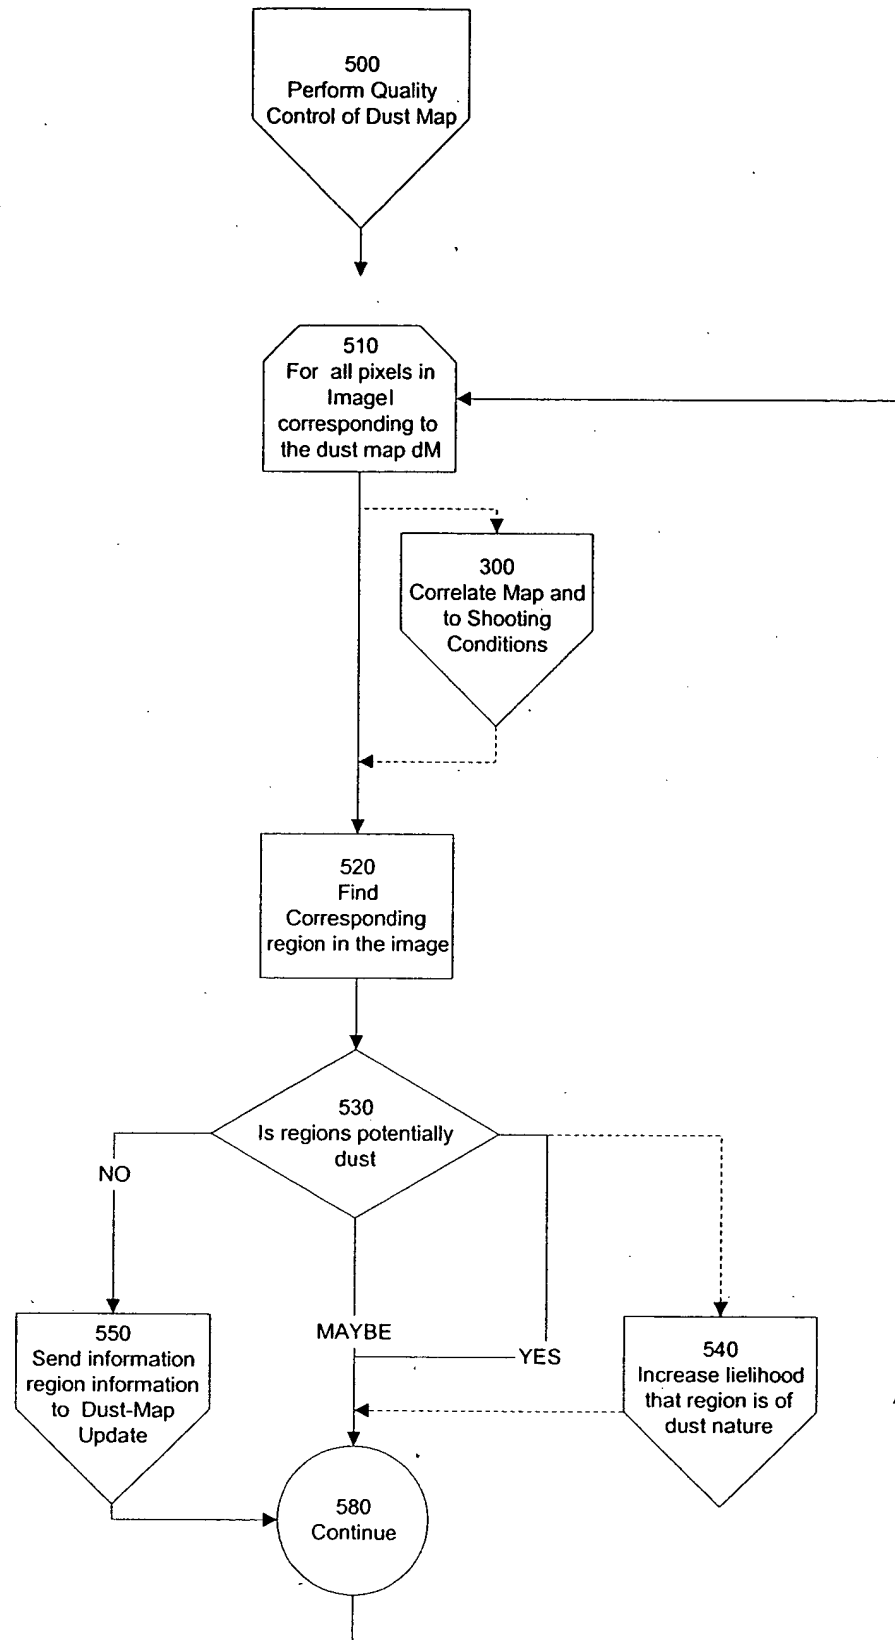 500
Perform Quality
Control of Dust Map
510
For all pixels in
ImageI
corresponding to
the dust map dM
300
Correlate Map and
to Shooting
Conditions
520
Find
Corresponding
region in the image
530
Is regions potentially
dust
NO
MAYBE
YES
550
Send information
region information
to Dust-Map
Update
540
Increase lielihood
that region is of
dust nature
580
Continue